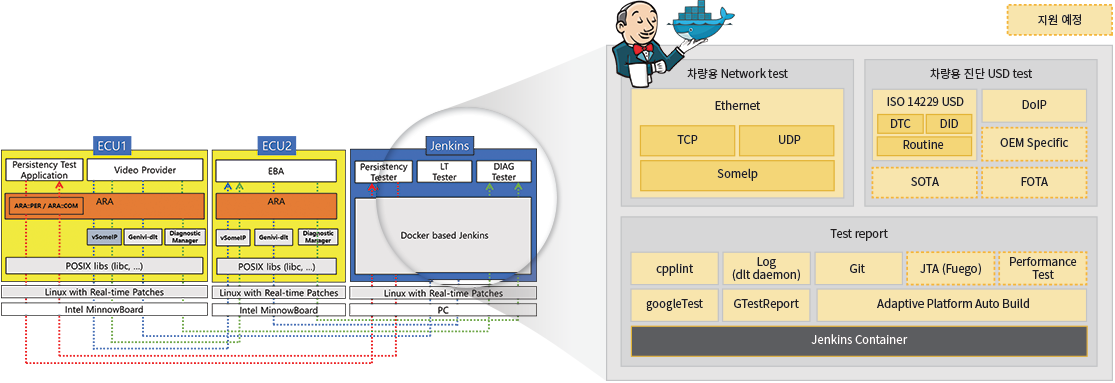 ECU1
Persistency Test
Application
Video Provider
ARA
ARA::PER / ARA::COM
vSomeIP
Genivi-dlt
Diagnostic
Manager
POSIX libs (libc, ...)
Linux with Real-time Patches
Intel MinnowBoard
ECU2
EBA
ARA
vSomeIP
Genivi-dlt
Diagnostic
Manager
POSIX libs (libc, ...)
Linux with Real-time Patches
Intel MinnowBoard
Jenkins
Persistency
Tester
LT
Tester
DIAG
Tester
Docker based Jenkins
Linux with Real-time Patches
PC
지원 예정
차량용 Network test
Ethernet
TCP
UDP
SomeIp
차량용 진단 USD test
ISO 14229 USD
DTC
DID
Routine
DoIP
OEM Specific
SOTA
FOTA
Test report
cpplint
Log
(dlt daemon)
Git
JTA (Fuego)
Performance
Test
googleTest
GTestReport
Adaptive Platform Auto Build
Jenkins Container